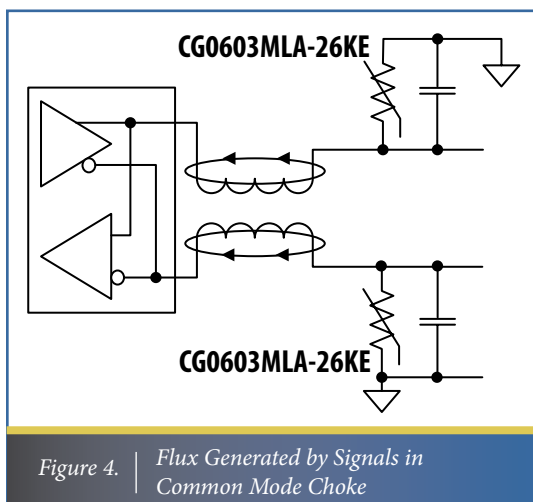 CG0603MLA-26KE
CG0603MLA-26KE
Figure 4.
Flux Generated by Signals in
Common Mode Choke